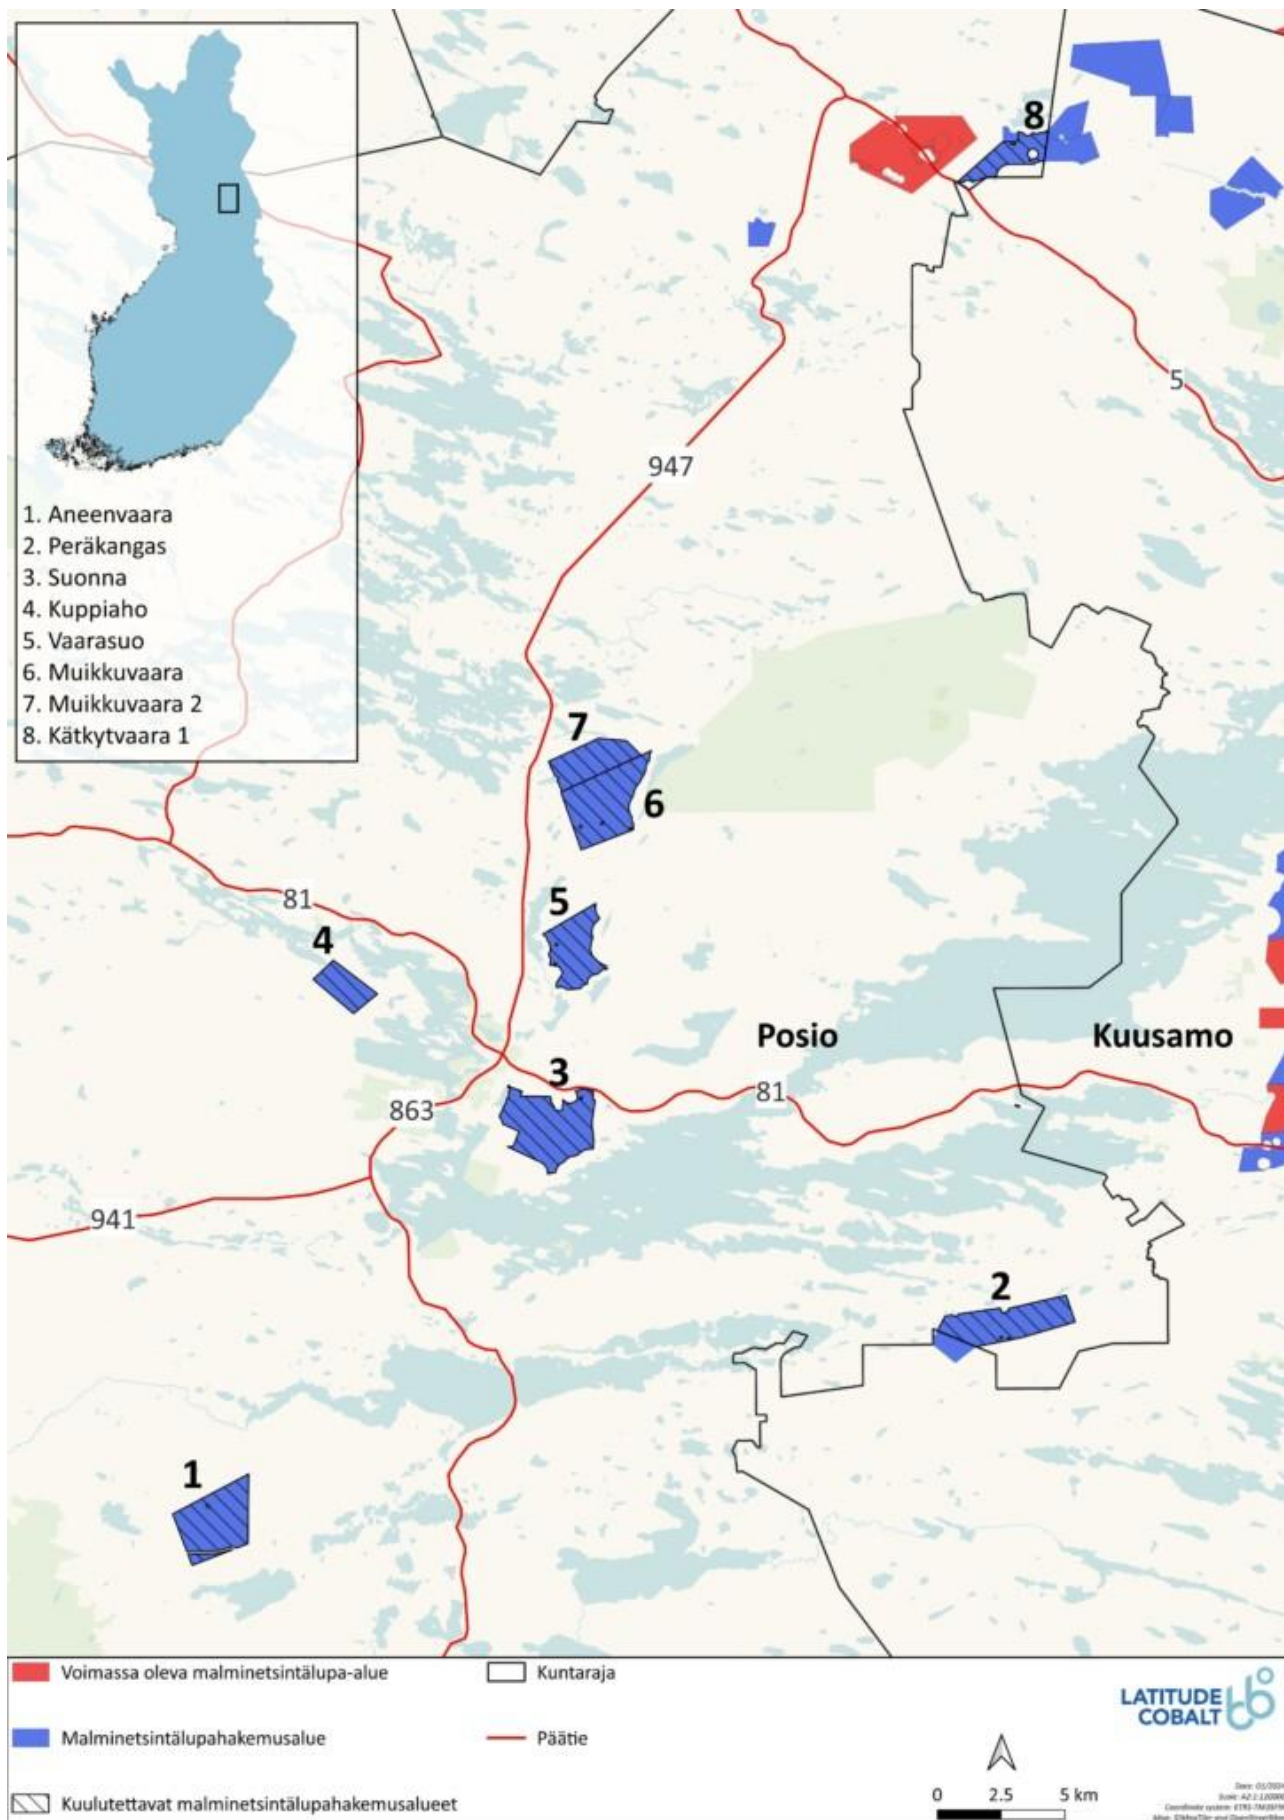 1. Aneenvaara
2. Peräkangas
3. Suonna
4. Kuppiaho
5. Vaarasuo
6. Muikkuvaara
7. Muikkuvaara 2
8. Kätkytvaara 1
8
5
947
7
6
81
5
4
Posio
Kuusamo
3
81
863
941
2
1
Voimassa oleva malminetsintälupa-alue
Kuntaraja
LATITUDE
COBALT
Malminetsintälupahakemusalue
Päätie
Kuulutettavat malminetsintälupahakemusalueet
0 2.5 5 km